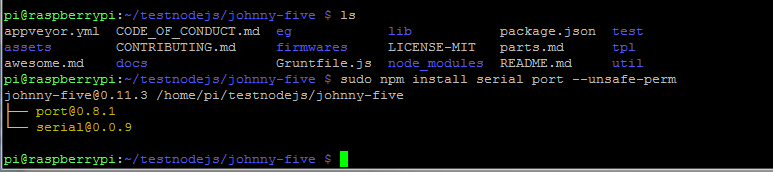 pi@raspberrypi:~/testnodejs/johnny-five $ ls
appveyor.yml CODE_OF_CONDUCT.md eg lib package.json test
assets CONTRIBUTING.md firmwares LICENSE-MIT parts.md tpl
awesome.md docs Gruntfile.js node_modules README.md util
pi@raspberrypi:~/testnodejs/johnny-five $ sudo npm install serial port --unsafe-perm
johnny-five@0.11.3 /home/pi/testnodejs/johnny-five
├── port@0.8.1
└── serial@0.0.9
pi@raspberrypi:~/testnodejs/johnny-five $